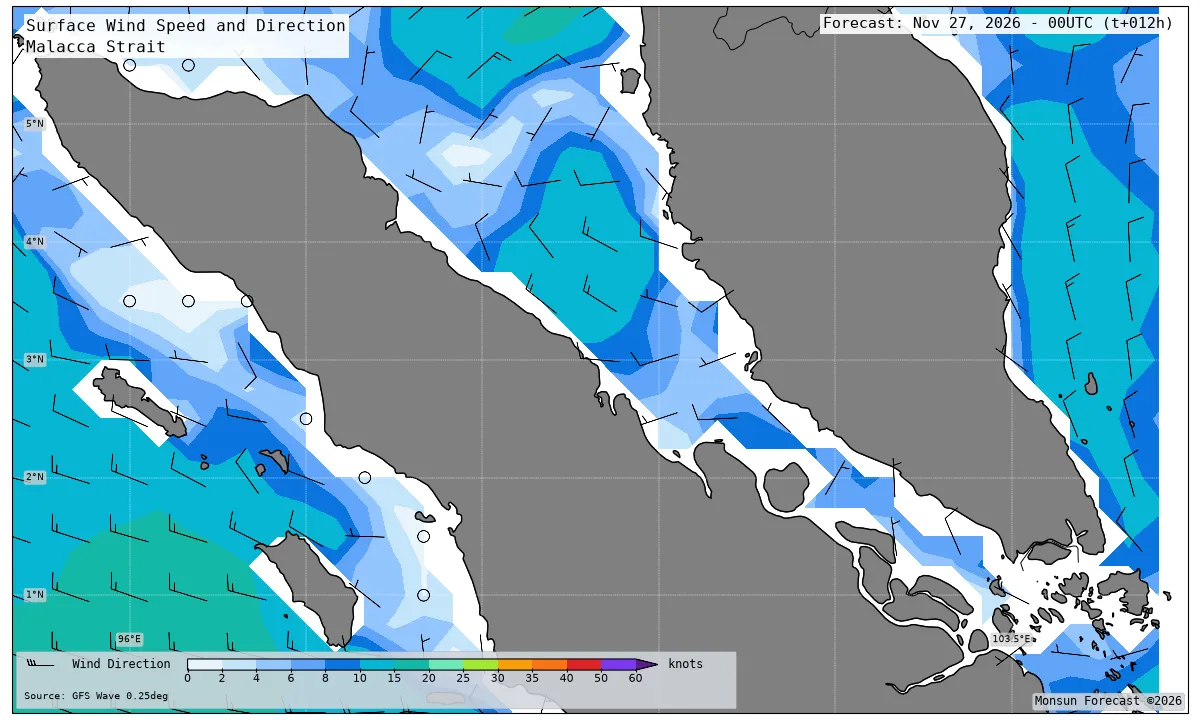 Surface Wind Speed and Direction
Malacca Strait
Forecast: Nov 27, 2026 - 00UTC (t+012h)
5°N
4°N
3°N
2°N
1°N
96°E
103.5°E
Wind Direction
knots
0 2 4 6 8 10 12 15 20 25 30 35 40 50 60
Source: GFS Wave 0.25deg
Monsun Forecast ©2026